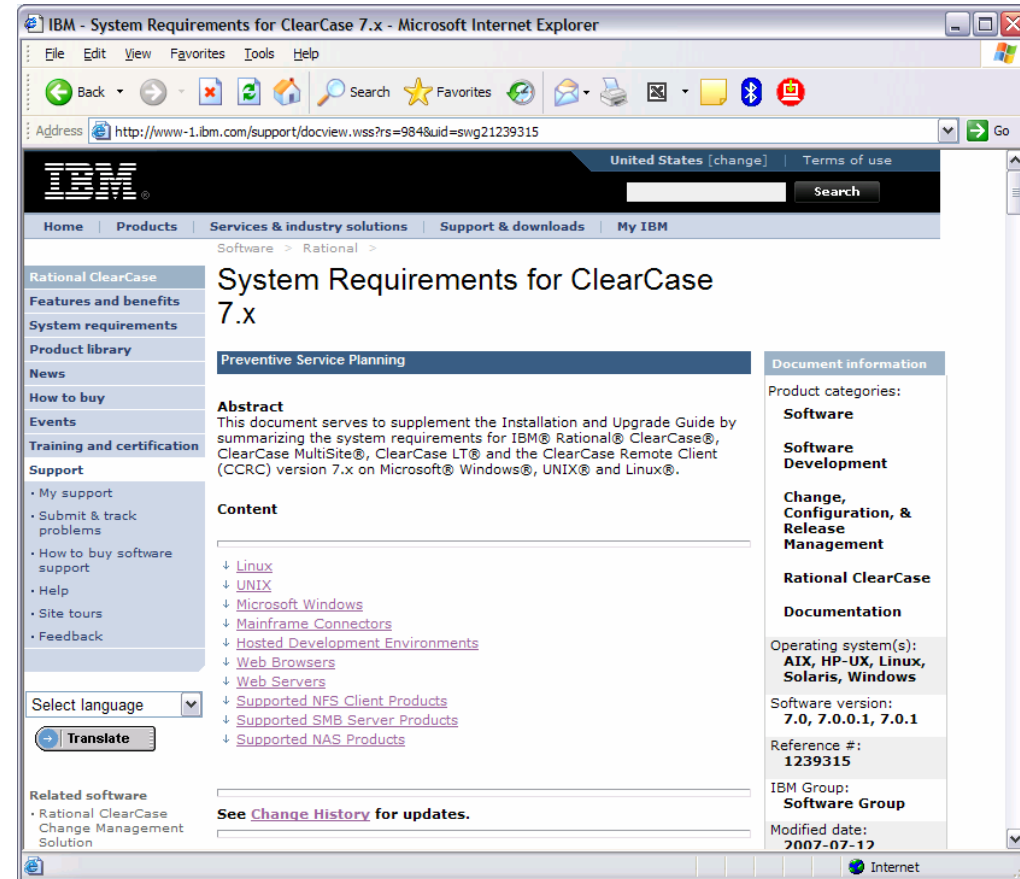 IBM - System Requirements for ClearCase 7.x - Microsoft Internet Explorer
File Edit View Favorites Tools Help
Back Search Favorites
Address http://www-1.ibm.com/support/docview.wss?rs=984&uid=swg21239315 Go
United States [change] | Terms of use
IBM®
Search
Home | Products | Services & industry solutions | Support & downloads | My IBM
Software > Rational >
System Requirements for ClearCase
7.x
Rational ClearCase
Features and benefits
System requirements
Product library
News
How to buy
Events
Training and certification
Support
· My support
· Submit & track
problems
· How to buy software
support
· Help
· Site tours
· Feedback
Select language
Translate
Related software
· Rational ClearCase
Change Management
Solution
Preventive Service Planning
Abstract
This document serves to supplement the Installation and Upgrade Guide by
summarizing the system requirements for IBM® Rational® ClearCase®,
ClearCase MultiSite®, ClearCase LT® and the ClearCase Remote Client
(CCRC) version 7.x on Microsoft® Windows®, UNIX® and Linux®.
Content
↓ Linux
↓ UNIX
↓ Microsoft Windows
↓ Mainframe Connectors
↓ Hosted Development Environments
↓ Web Browsers
↓ Web Servers
↓ Supported NFS Client Products
↓ Supported SMB Server Products
↓ Supported NAS Products
See Change History for updates.
Document information
Product categories:
Software
Software
Development
Change,
Configuration, &
Release
Management
Rational ClearCase
Documentation
Operating system(s):
AIX, HP-UX, Linux,
Solaris, Windows
Software version:
7.0, 7.0.0.1, 7.0.1
Reference #:
1239315
IBM Group:
Software Group
Modified date:
2007-07-12
Internet